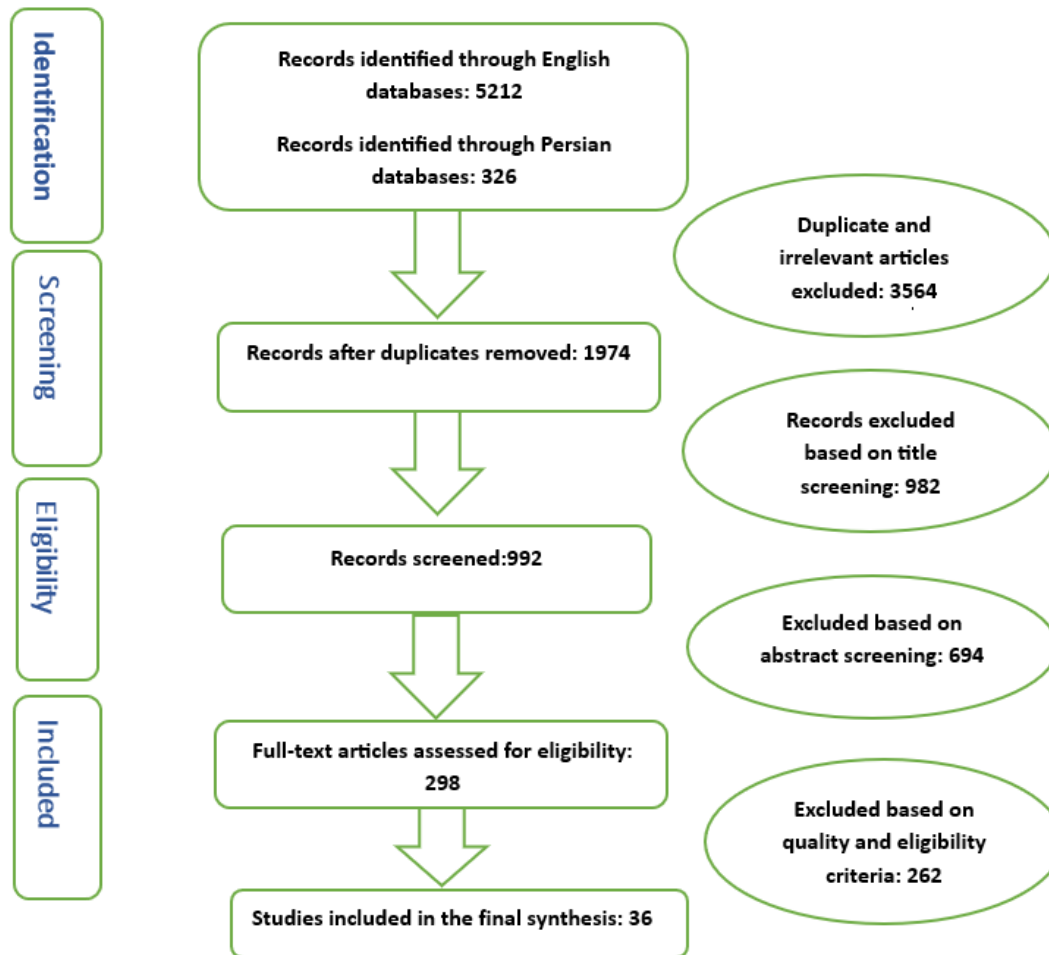 Identification
Records identified through English
databases: 5212
Records identified through Persian
databases: 326
Duplicate and
irrelevant articles
excluded: 3564
Screening
Records after duplicates removed: 1974
Records excluded
based on title
screening: 982
Eligibility
Records screened:992
Excluded based on
abstract screening: 694
Included
Full-text articles assessed for eligibility:
298
Excluded based on
quality and eligibility
criteria: 262
Studies included in the final synthesis: 36